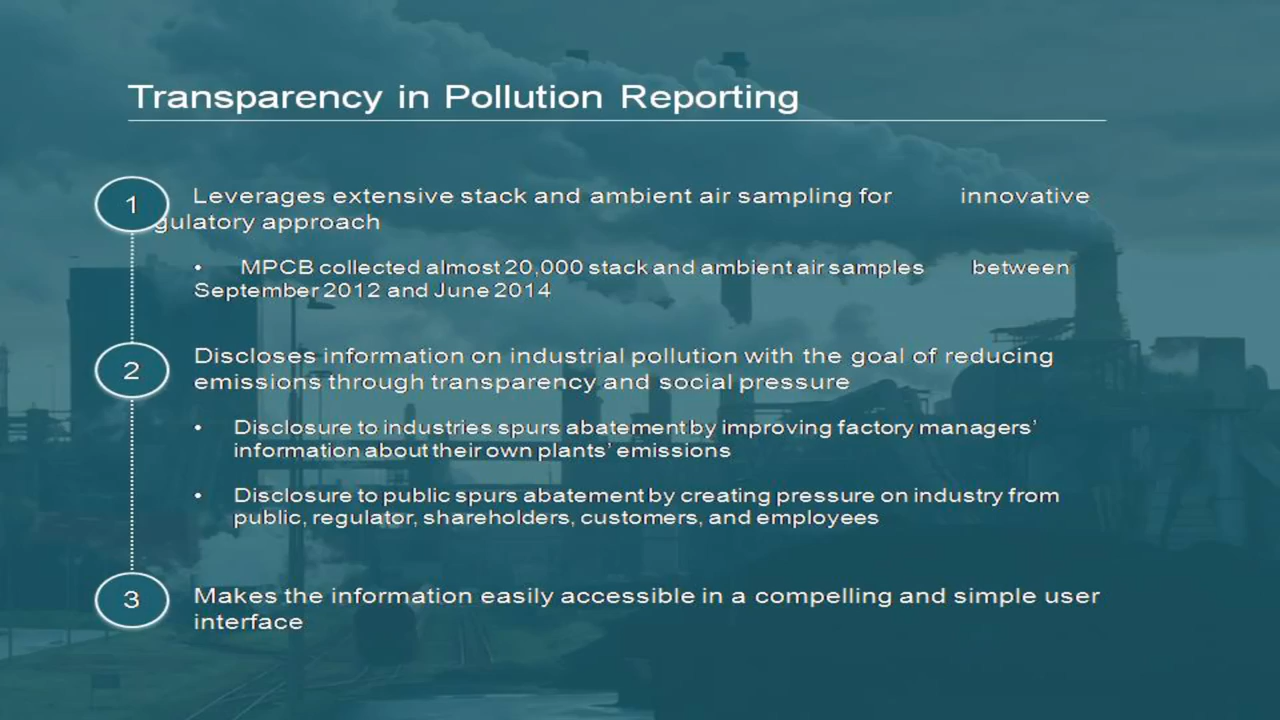 Transparency in Pollution Reporting
1 Leverages extensive stack and ambient air sampling for innovative
gulatory approach
• MPCB collected almost 20,000 stack and ambient air samples between
September 2012 and June 2014
2 Discloses information on industrial pollution with the goal of reducing
emissions through transparency and social pressure
• Disclosure to industries spurs abatement by improving factory managers’
information about their own plants’ emissions
• Disclosure to public spurs abatement by creating pressure on industry from
public, regulator, shareholders, customers, and employees
3 Makes the information easily accessible in a compelling and simple user
interface